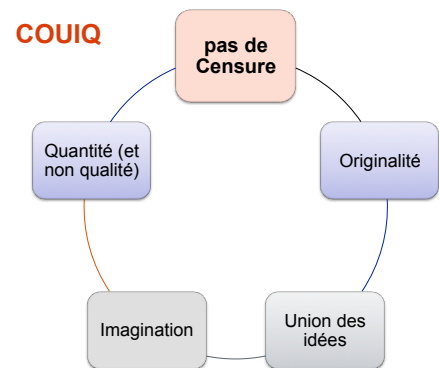 COUIQ
pas de
Censure
Originalité
Union des
idées
Imagination
Quantité (et
non qualité)